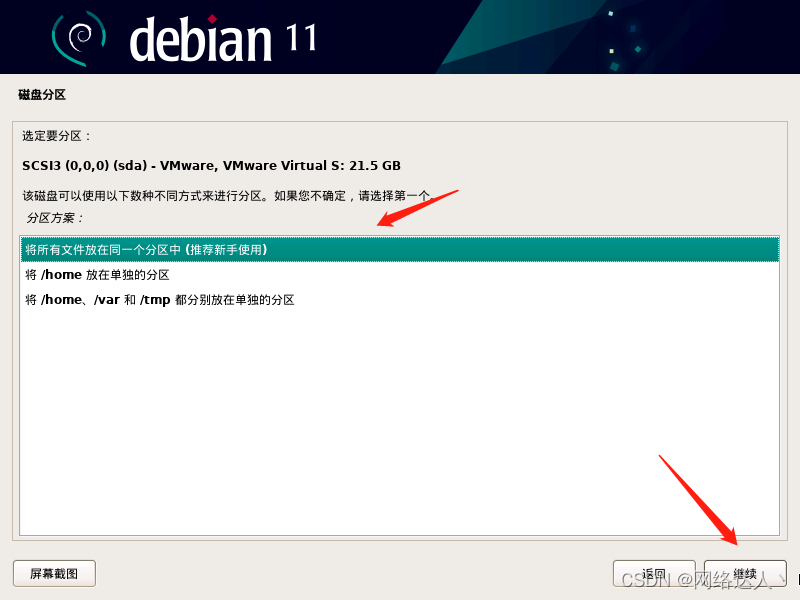 debian 11
磁盘分区
选定要分区：
SCSI3 (0,0,0) (sda) - VMware, VMware Virtual S: 21.5 GB
该磁盘可以使用以下数种不同方式来进行分区。如果您不确定，请选择第一个。
分区方案：
将所有文件放在同一个分区中 (推荐新手使用)
将 /home 放在单独的分区
将 /home、/var 和 /tmp 都分别放在单独的分区
屏幕截图
返回
继续
CSDN @网络达人